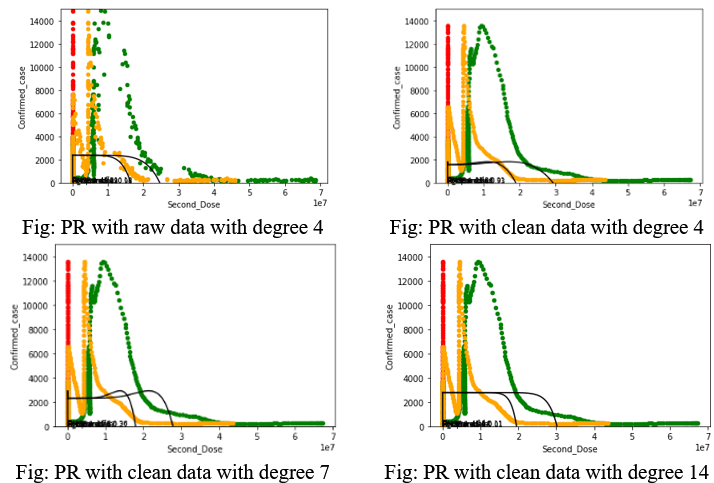 14000
12000
10000
8000
6000
4000
2000
0
Confirmed_case
0 1 2 3 4 5 6 7
Second_Dose
1e7
Fig: PR with raw data with degree 4
14000
12000
10000
8000
6000
4000
2000
0
Confirmed_case
0 1 2 3 4 5 6 7
Second_Dose
1e7
Fig: PR with clean data with degree 4
14000
12000
10000
8000
6000
4000
2000
0
Confirmed_case
0 1 2 3 4 5 6 7
Second_Dose
1e7
Fig: PR with clean data with degree 7
14000
12000
10000
8000
6000
4000
2000
0
Confirmed_case
0 1 2 3 4 5 6 7
Second_Dose
1e7
Fig: PR with clean data with degree 14